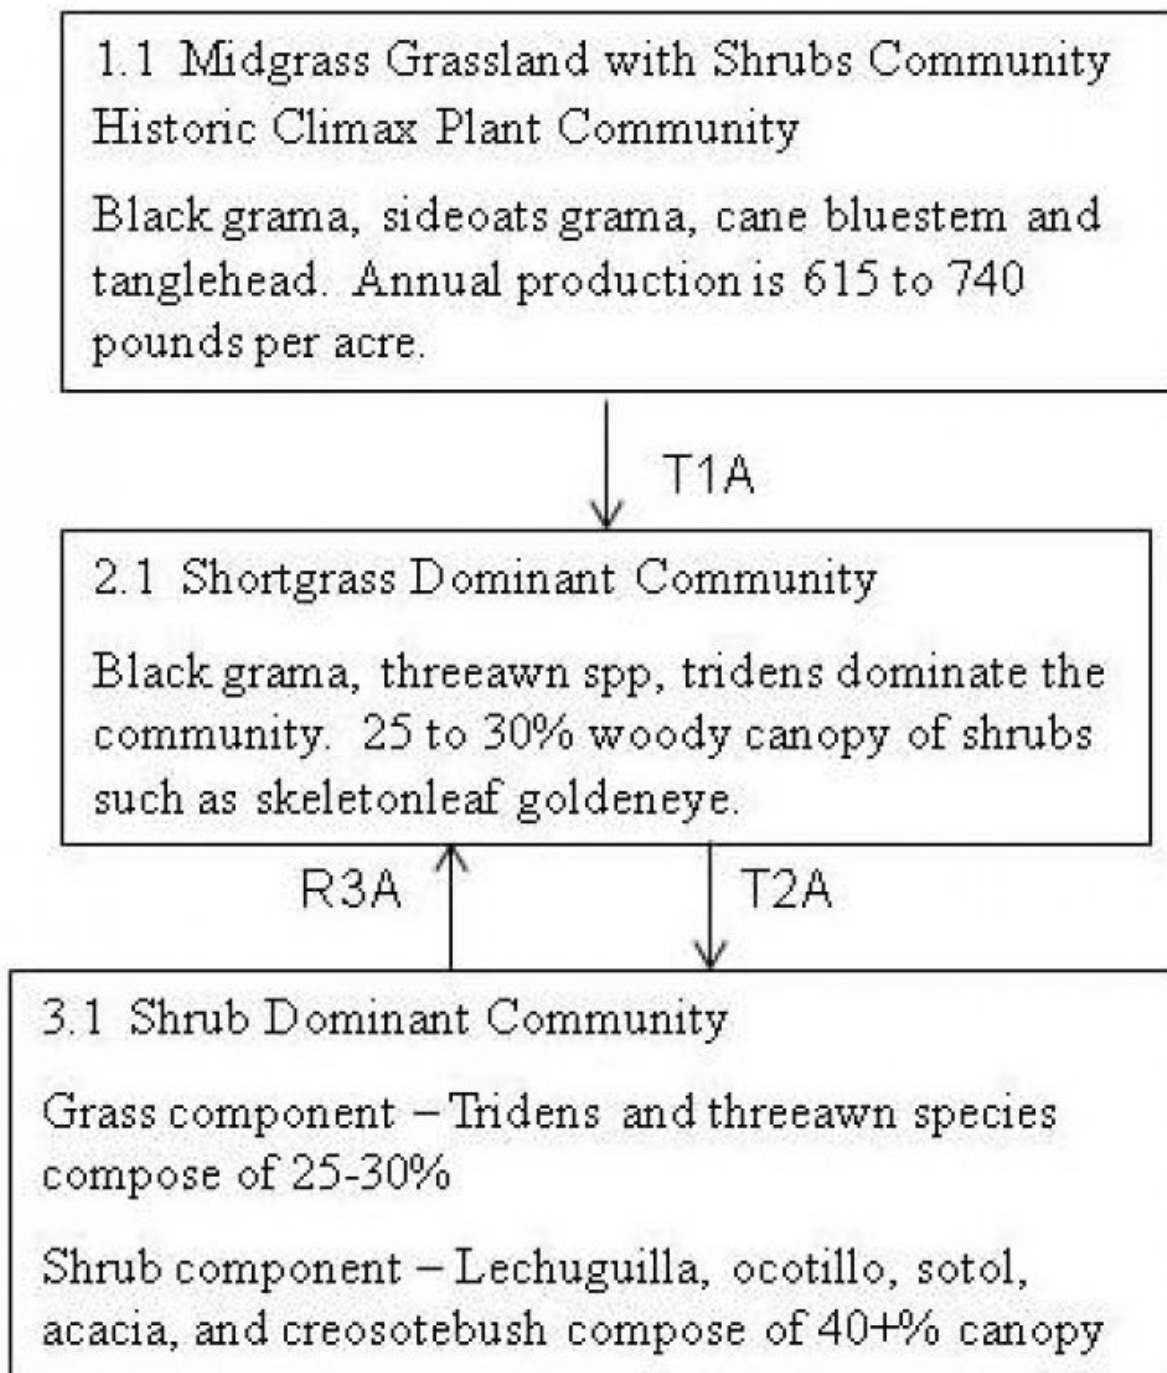 1.1 Midgrass Grassland with Shrubs Community
Historic Climax Plant Community
Black grama, sideoats grama, cane bluestem and
tanglehead. Annual production is 615 to 740
pounds per acre.
T1A
2.1 Shortgrass Dominant Community
Black grama, threeawn spp, tridens dominate the
community. 25 to 30% woody canopy of shrubs
such as skeletonleaf goldeneye.
R3A
T2A
3.1 Shrub Dominant Community
Grass component – Tridens and threeawn species
compose of 25-30%
Shrub component – Lechuguilla, ocotillo, sotol,
acacia, and creosotebush compose of 40+% canopy